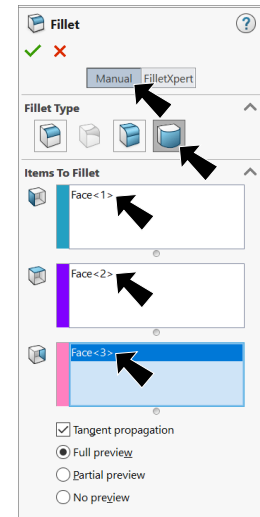 Fillet
?
Manual FilletXpert
Fillet Type
Items To Fillet
Face<1>
Face<2>
Face<3>
Tangent propagation
Full preview
Partial preview
No preview